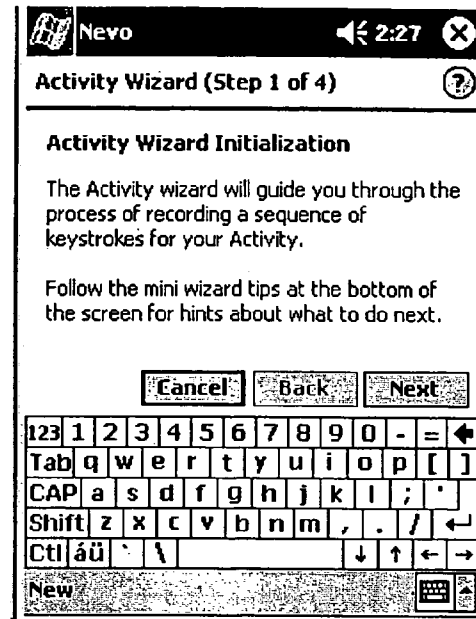 Nevo 2:27
Activity Wizard (Step 1 of 4)
Activity Wizard Initialization
The Activity wizard will guide you through the
process of recording a sequence of
keystrokes for your Activity.
Follow the mini wizard tips at the bottom of
the screen for hints about what to do next.
Cancel Back Next
123 1 2 3 4 5 6 7 8 9 0 - =
Tab q w e r t y u i o p [ ]
CAP a s d f g h j k l ; '
Shift z x c v b n m , . /
Ctl áü ` \
New